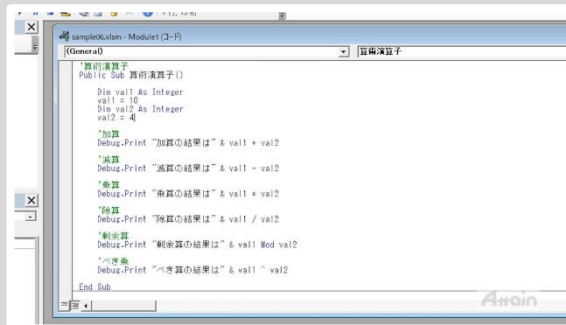 sample06.xlsm - Module1 (コード)
(General)
算術演算子
'算術演算子
Public Sub 算術演算子()
Dim val1 As Integer
val1 = 10
Dim val2 As Integer
val2 = 4
'加算
Debug.Print "加算の結果は" & val1 + val2
'減算
Debug.Print "減算の結果は" & val1 - val2
'乗算
Debug.Print "乗算の結果は" & val1 * val2
'除算
Debug.Print "除算の結果は" & val1 / val2
'剰余算
Debug.Print "剰余算の結果は" & val1 Mod val2
'べき乗
Debug.Print "べき算の結果は" & val1 ^ val2
End Sub
Attain